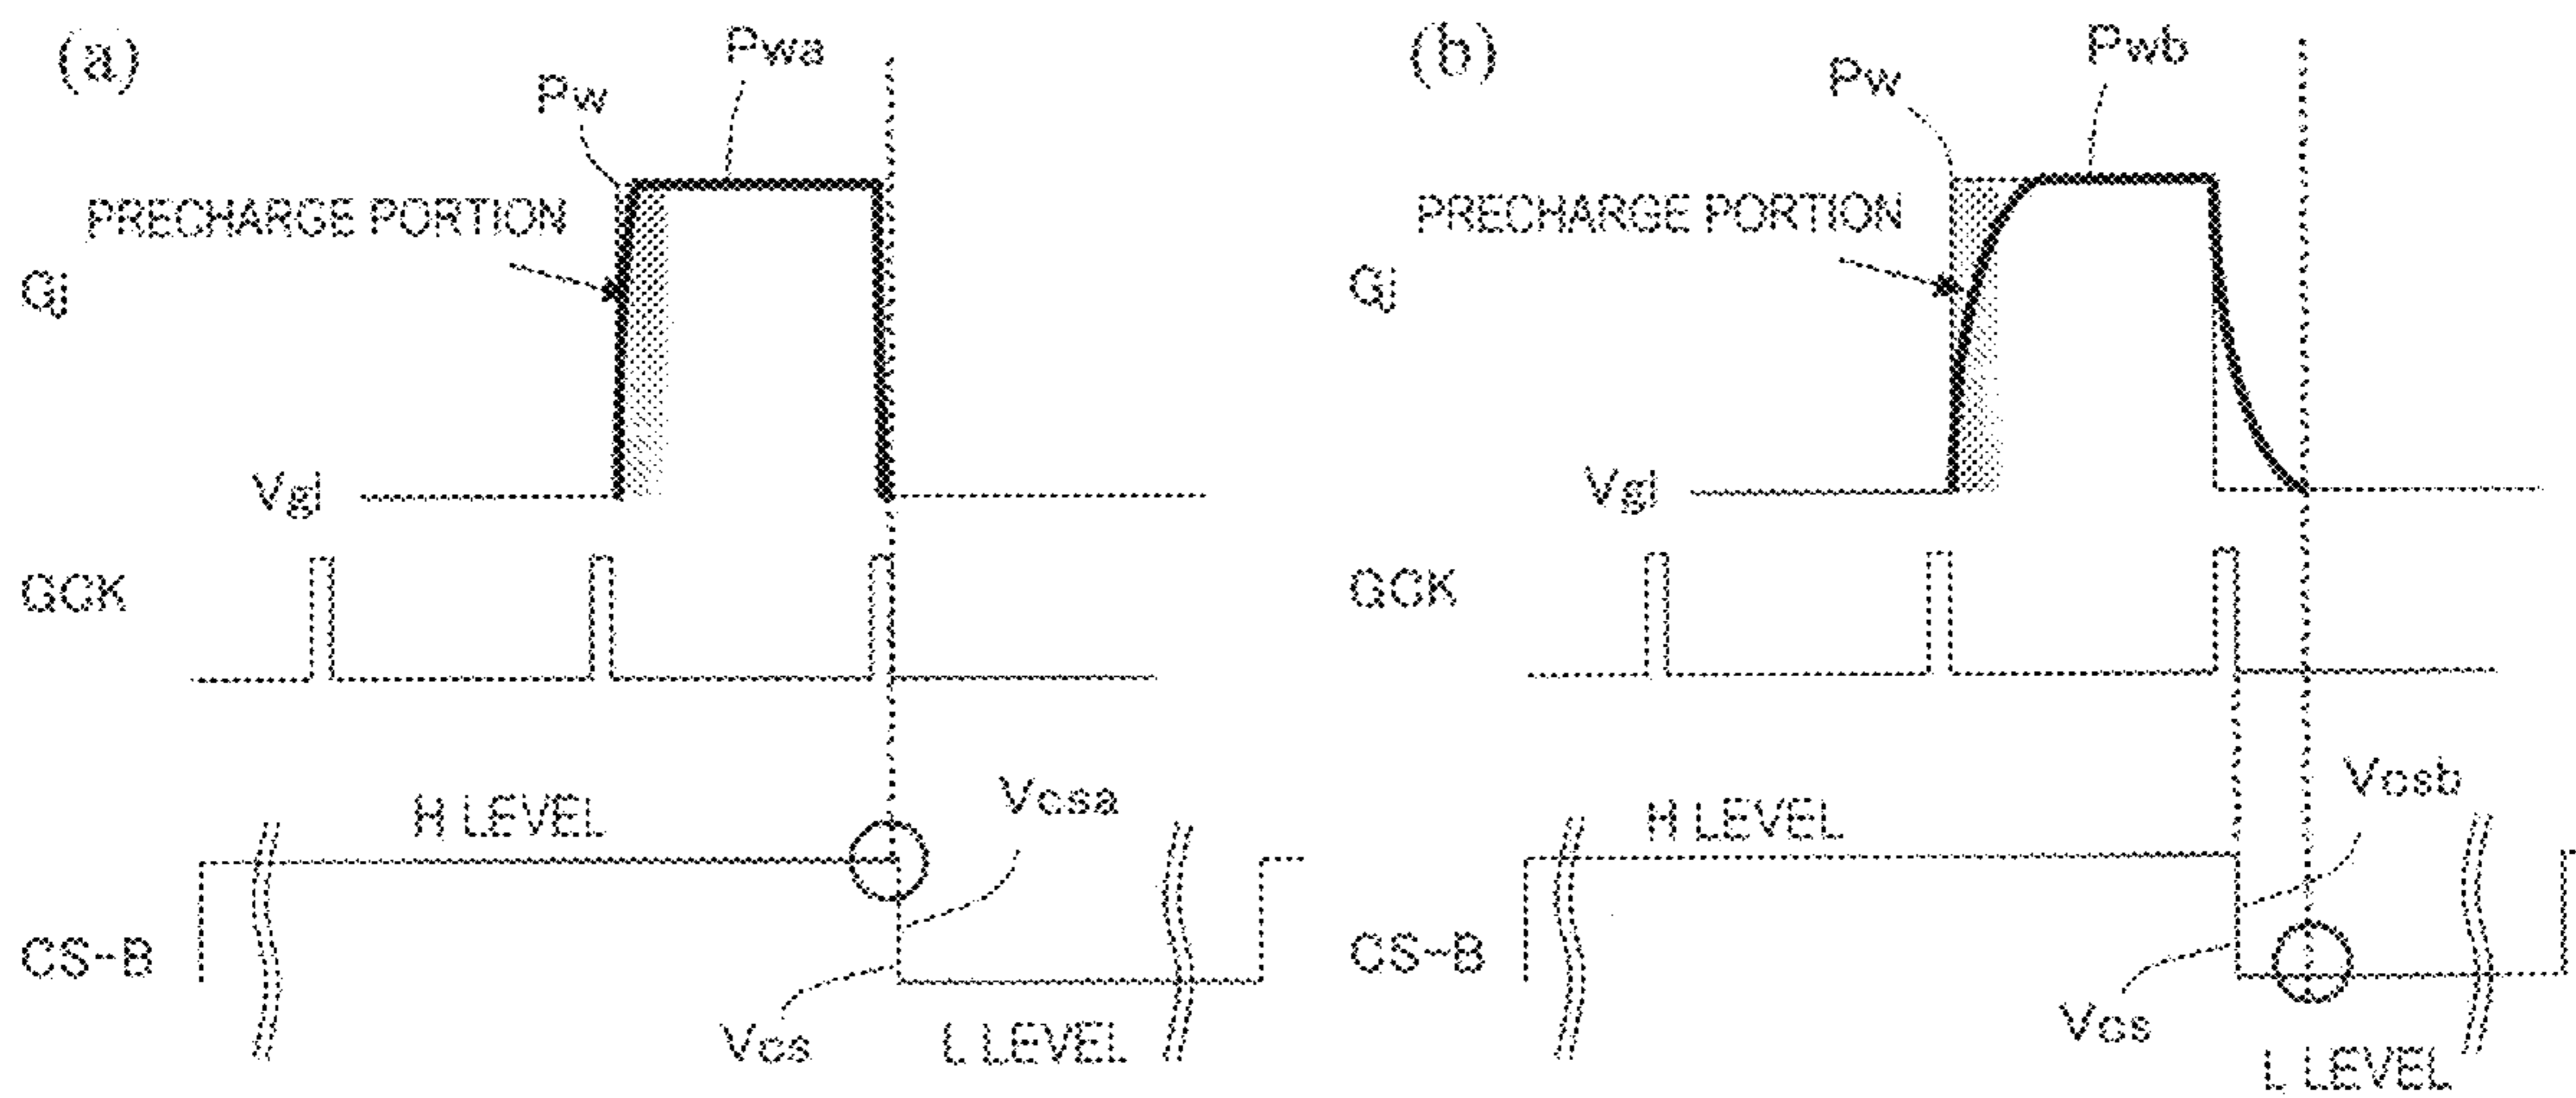 (a)
Pwa
Pw
PRECHARGE PORTION
Gj
Vgl
GCK
H LEVEL
Vcsa
CS-B
Vcs
L LEVEL
(b)
Pwb
Pw
PRECHARGE PORTION
Gj
Vgl
GCK
H LEVEL
Vcsb
CS-B
Vcs
L LEVEL